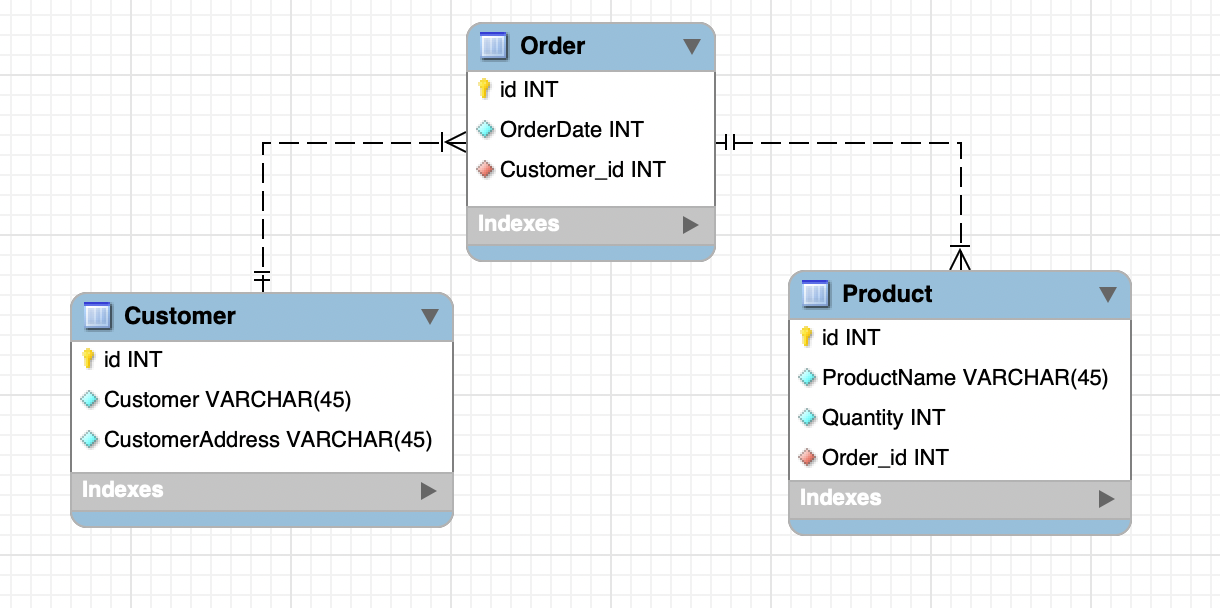 Order
id INT
OrderDate INT
Customer_id INT
Indexes
Customer
id INT
Customer VARCHAR(45)
CustomerAddress VARCHAR(45)
Indexes
Product
id INT
ProductName VARCHAR(45)
Quantity INT
Order_id INT
Indexes